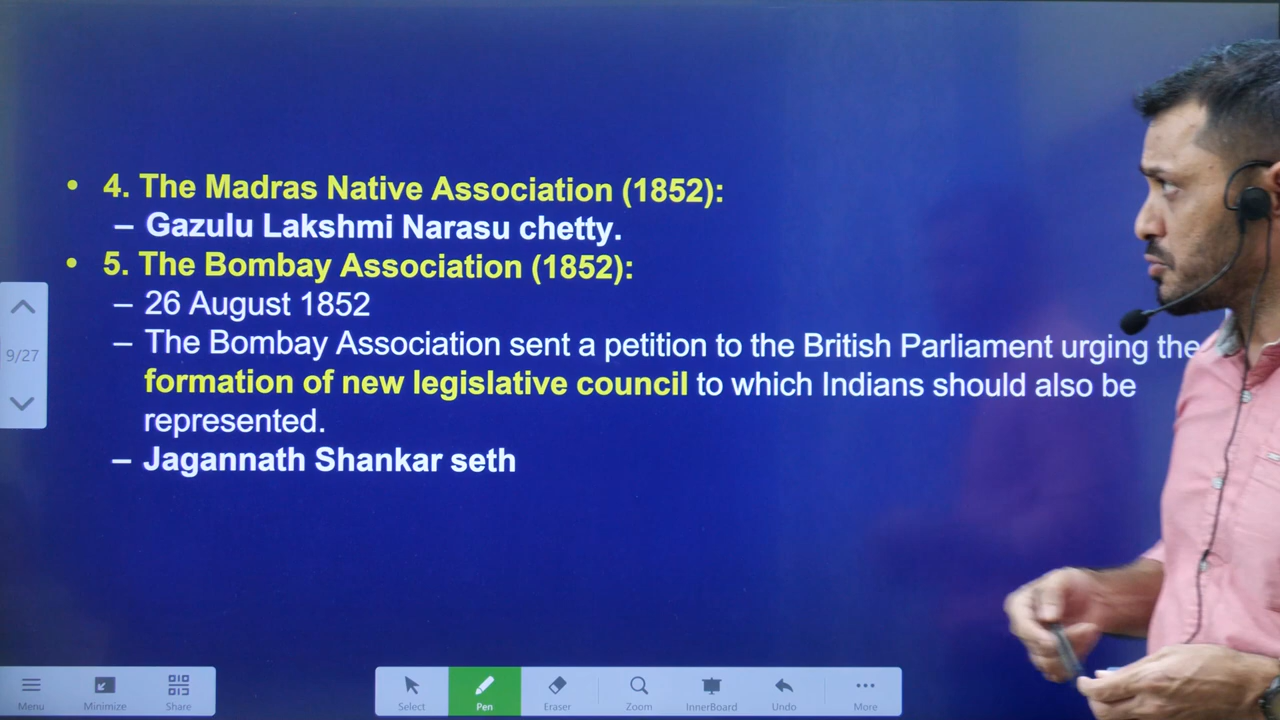 • 4. The Madras Native Association (1852):
– Gazulu Lakshmi Narasu chetty.
• 5. The Bombay Association (1852):
– 26 August 1852
– The Bombay Association sent a petition to the British Parliament urging the
formation of new legislative council to which Indians should also be
represented.
– Jagannath Shankar seth
9/27
Menu Minimize Share Select Pen Eraser Zoom InnerBoard Undo More